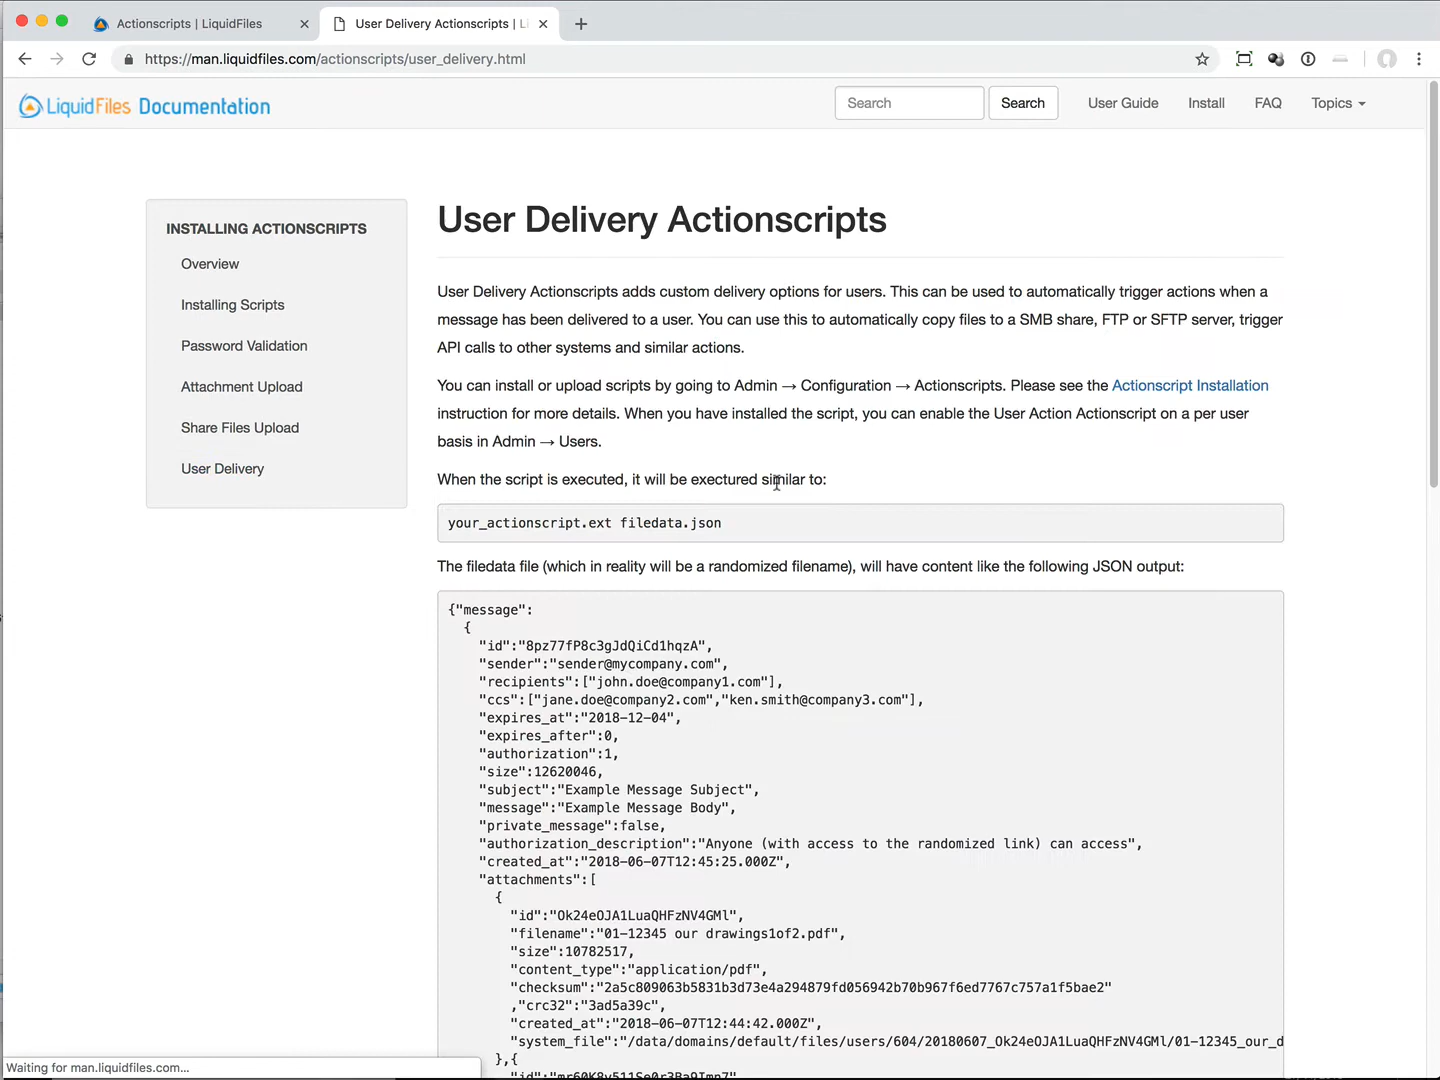 Actionscripts | LiquidFiles
User Delivery Actionscripts | Li
https://man.liquidfiles.com/actionscripts/user_delivery.html
LiquidFiles Documentation
Search
Search
User Guide
Install
FAQ
Topics
INSTALLING ACTIONSCRIPTS
Overview
Installing Scripts
Password Validation
Attachment Upload
Share Files Upload
User Delivery
User Delivery Actionscripts
User Delivery Actionscripts adds custom delivery options for users. This can be used to automatically trigger actions when a
message has been delivered to a user. You can use this to automatically copy files to a SMB share, FTP or SFTP server, trigger
API calls to other systems and similar actions.
You can install or upload scripts by going to Admin → Configuration → Actionscripts. Please see the Actionscript Installation
instruction for more details. When you have installed the script, you can enable the User Action Actionscript on a per user
basis in Admin → Users.
When the script is executed, it will be exectured similar to:
your_actionscript.ext filedata.json
The filedata file (which in reality will be a randomized filename), will have content like the following JSON output:
{"message":
{
"id":"8pz77fP8c3gJdQiCd1hqzA",
"sender":"sender@mycompany.com",
"recipients":["john.doe@company1.com"],
"ccs":["jane.doe@company2.com","ken.smith@company3.com"],
"expires_at":"2018-12-04",
"expires_after":0,
"authorization":1,
"size":12620046,
"subject":"Example Message Subject",
"message":"Example Message Body",
"private_message":false,
"authorization_description":"Anyone (with access to the randomized link) can access",
"created_at":"2018-06-07T12:45:25.000Z",
"attachments":[
{
"id":"Ok24eOJA1LuaQHFzNV4GMl",
"filename":"01-12345 our drawings1of2.pdf",
"size":10782517,
"content_type":"application/pdf",
"checksum":"2a5c809063b5831b3d73e4a294879fd056942b70b967f6ed7767c757a1f5bae2"
,"crc32":"3ad5a39c",
"created_at":"2018-06-07T12:44:42.000Z",
"system_file":"/data/domains/default/files/users/604/20180607_Ok24eOJA1LuaQHFzNV4GMl/01-12345_our_d
},{
"id":"mr60K8v511Se0r3Ba9Imn7"
Waiting for man.liquidfiles.com...